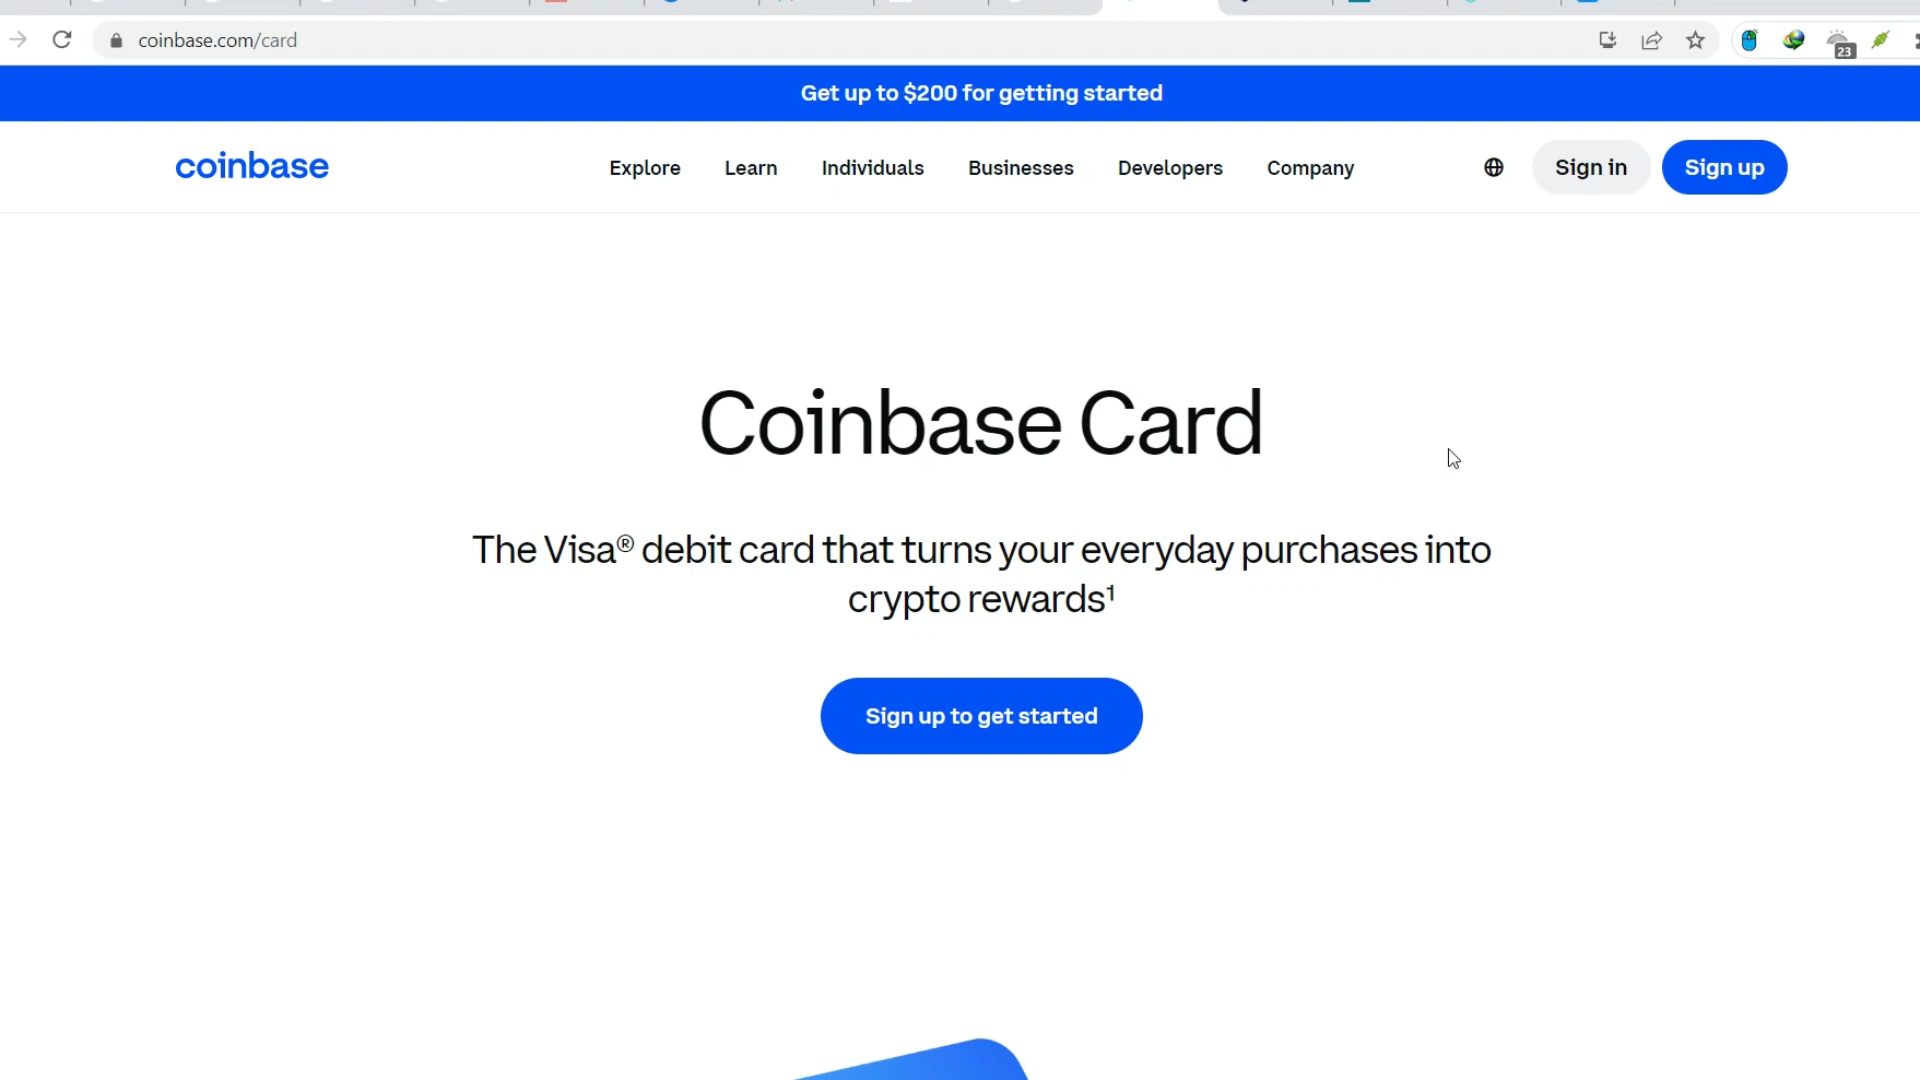 coinbase.com/card
23
Get up to $200 for getting started
coinbase
Explore Learn Individuals Businesses Developers Company Sign in Sign up
Coinbase Card
The Visa® debit card that turns your everyday purchases into
crypto rewards¹
Sign up to get started